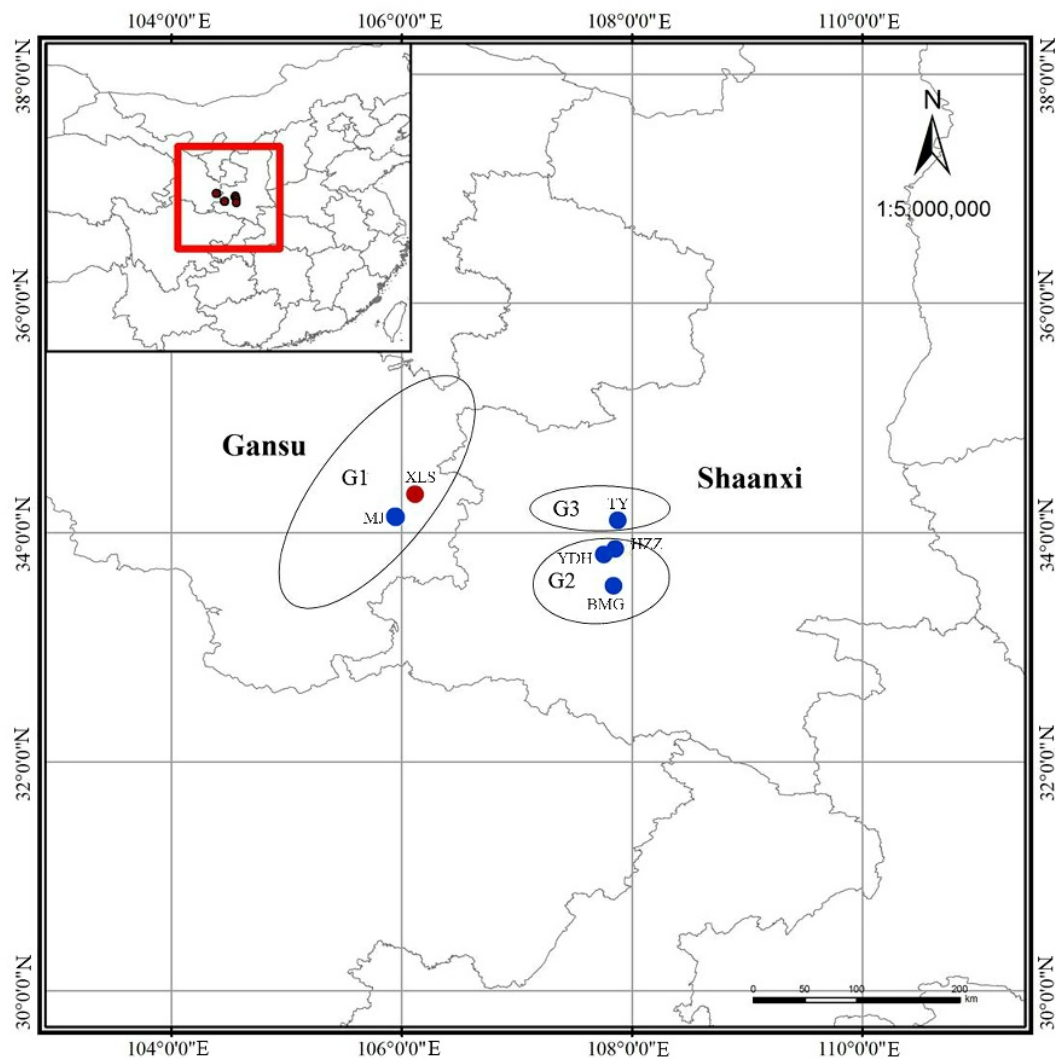 104°0'0"E 106°0'0"E 108°0'0"E 110°0'0"E
38°0'0"N
38°0'0"N
N
1:5,000,000
36°0'0"N
36°0'0"N
Gansu
G1
XLS
MJ
Shaanxi
TY
G3
34°0'0"N
34°0'0"N
HZZ
YDH
G2
BMG
32°0'0"N
32°0'0"N
30°0'0"N
30°0'0"N
0 50 100 200
km
104°0'0"E 106°0'0"E 108°0'0"E 110°0'0"E